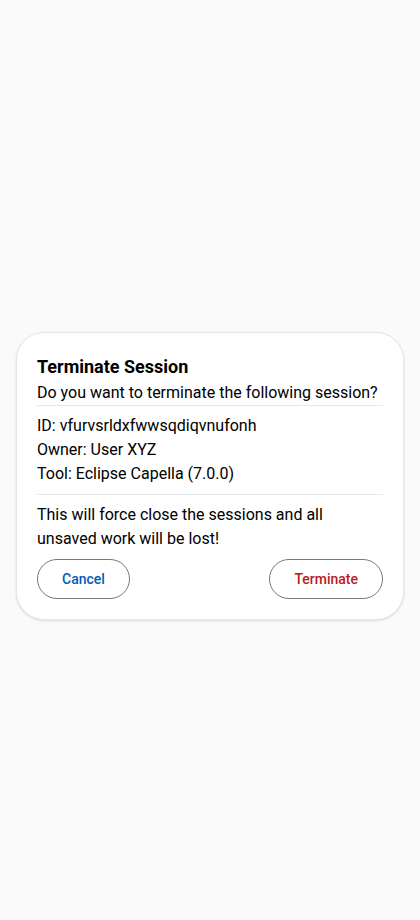 Terminate Session
Do you want to terminate the following session?
ID: vfurvsrldxfwwsqdiqvnufonh
Owner: User XYZ
Tool: Eclipse Capella (7.0.0)
This will force close the sessions and all
unsaved work will be lost!
Cancel
Terminate